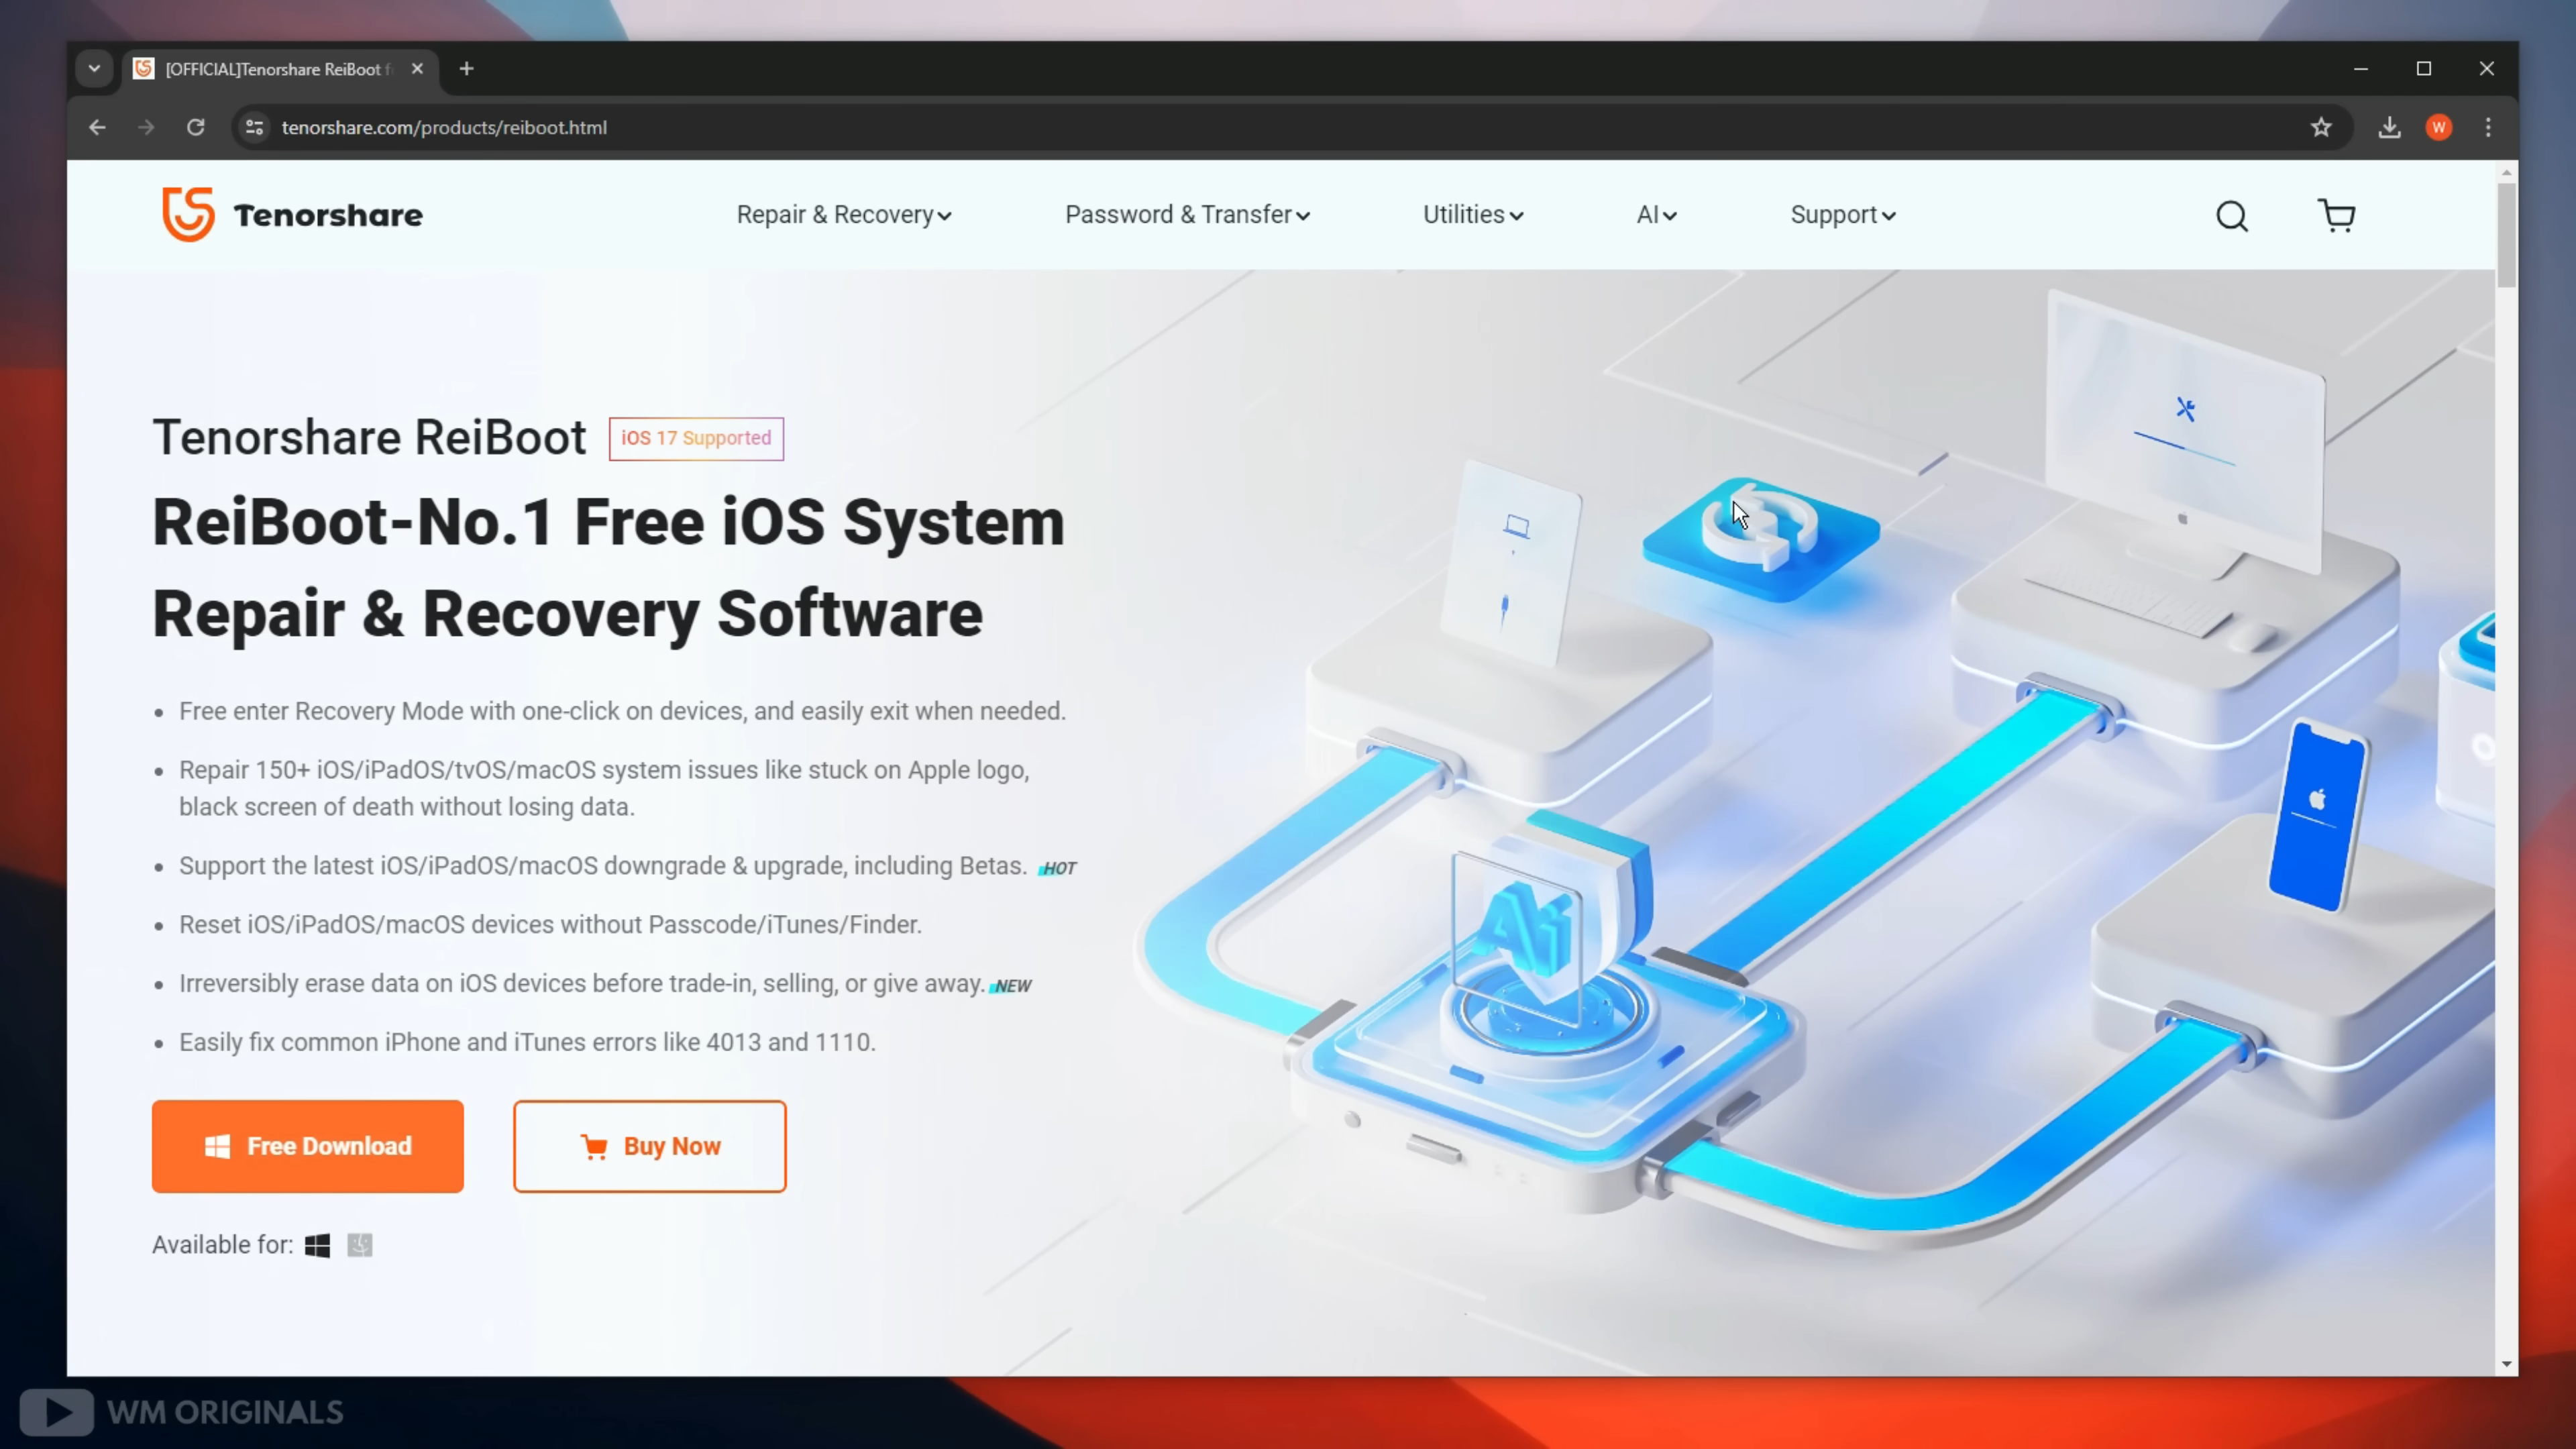 [OFFICIAL]Tenorshare ReiBoot f
W
tenorshare.com/products/reiboot.html
Tenorshare
Repair & Recovery
Password & Transfer
Utilities
AI
Support
Tenorshare ReiBoot
iOS 17 Supported
ReiBoot-No.1 Free iOS System
Repair & Recovery Software
• Free enter Recovery Mode with one-click on devices, and easily exit when needed.
• Repair 150+ iOS/iPadOS/tvOS/macOS system issues like stuck on Apple logo,
black screen of death without losing data.
• Support the latest iOS/iPadOS/macOS downgrade & upgrade, including Betas. HOT
• Reset iOS/iPadOS/macOS devices without Passcode/iTunes/Finder.
• Irreversibly erase data on iOS devices before trade-in, selling, or give away. NEW
• Easily fix common iPhone and iTunes errors like 4013 and 1110.
Ai
Free Download
Buy Now
Available for:
WM ORIGINALS